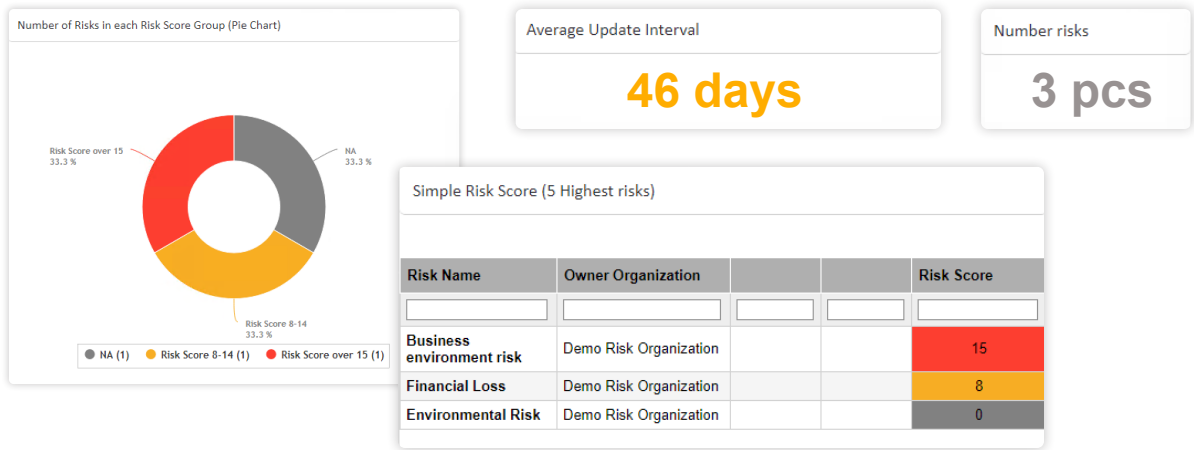 Number of Risks in each Risk Score Group (Pie Chart)
Risk Score over 15
33.3 %
NA
33.3 %
Risk Score 8-14
33.3 %
NA (1) Risk Score 8-14 (1) Risk Score over 15 (1)
Average Update Interval
46 days
Number risks
3 pcs
Simple Risk Score (5 Highest risks)
Risk Name Owner Organization Risk Score
Business
environment risk Demo Risk Organization 15
Financial Loss Demo Risk Organization 8
Environmental Risk Demo Risk Organization 0